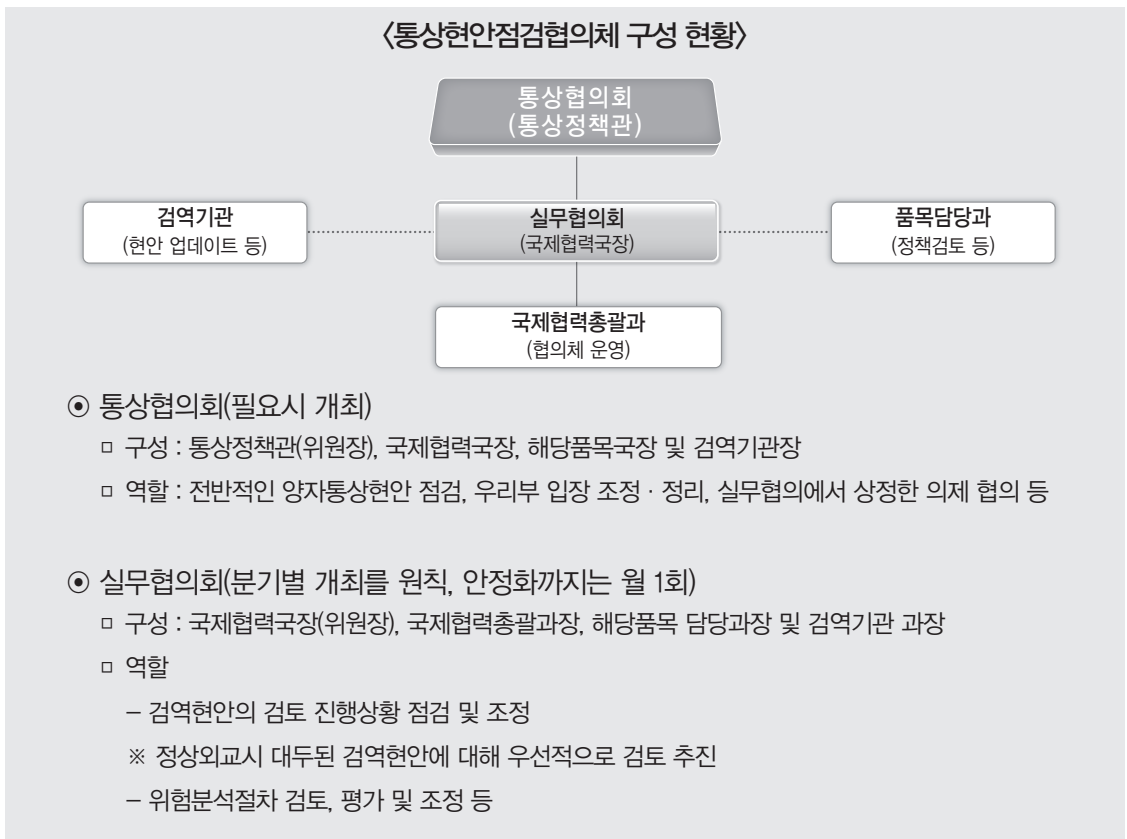 〈통상현안점검협의체 구성 현황〉
통상협의회
(통상정책관)
검역기관
(현안 업데이트 등)
실무협의회
(국제협력국장)
품목담당과
(정책검토 등)
국제협력총괄과
(협의체 운영)
⊙ 통상협의회(필요시 개최)
▫ 구성 : 통상정책관(위원장), 국제협력국장, 해당품목국장 및 검역기관장
▫ 역할 : 전반적인 양자통상현안 점검, 우리부 입장 조정 · 정리, 실무협의에서 상정한 의제 협의 등
⊙ 실무협의회(분기별 개최를 원칙, 안정화까지는 월 1회)
▫ 구성 : 국제협력국장(위원장), 국제협력총괄과장, 해당품목 담당과장 및 검역기관 과장
▫ 역할
– 검역현안의 검토 진행상황 점검 및 조정
※ 정상외교시 대두된 검역현안에 대해 우선적으로 검토 추진
– 위험분석절차 검토, 평가 및 조정 등